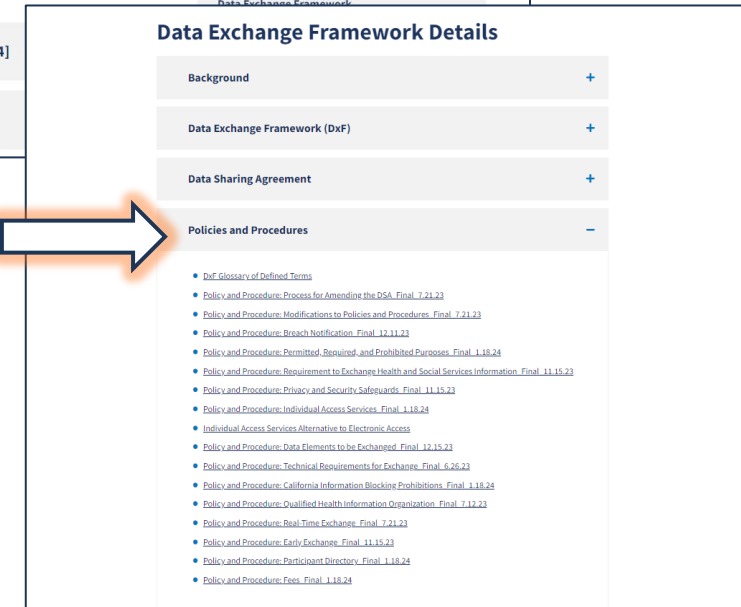 Data Exchange Framework
4]
Data Exchange Framework Details
Background +
Data Exchange Framework (DxF) +
Data Sharing Agreement +
Policies and Procedures −
DxF Glossary of Defined Terms
Policy and Procedure: Process for Amending the DSA_Final_7.21.23
Policy and Procedure: Modifications to Policies and Procedures_Final_7.21.23
Policy and Procedure: Breach Notification_Final_12.11.23
Policy and Procedure: Permitted, Required, and Prohibited Purposes_Final_1.18.24
Policy and Procedure: Requirement to Exchange Health and Social Services Information_Final_11.15.23
Policy and Procedure: Privacy and Security Safeguards_Final_11.15.23
Policy and Procedure: Individual Access Services_Final_1.18.24
Individual Access Services Alternative to Electronic Access
Policy and Procedure: Data Elements to be Exchanged_Final_12.15.23
Policy and Procedure: Technical Requirements for Exchange_Final_6.26.23
Policy and Procedure: California Information Blocking Prohibitions_Final_1.18.24
Policy and Procedure: Qualified Health Information Organization_Final_7.12.23
Policy and Procedure: Real-Time Exchange_Final_7.21.23
Policy and Procedure: Early Exchange_Final_11.15.23
Policy and Procedure: Participant Directory_Final_1.18.24
Policy and Procedure: Fees_Final_1.18.24